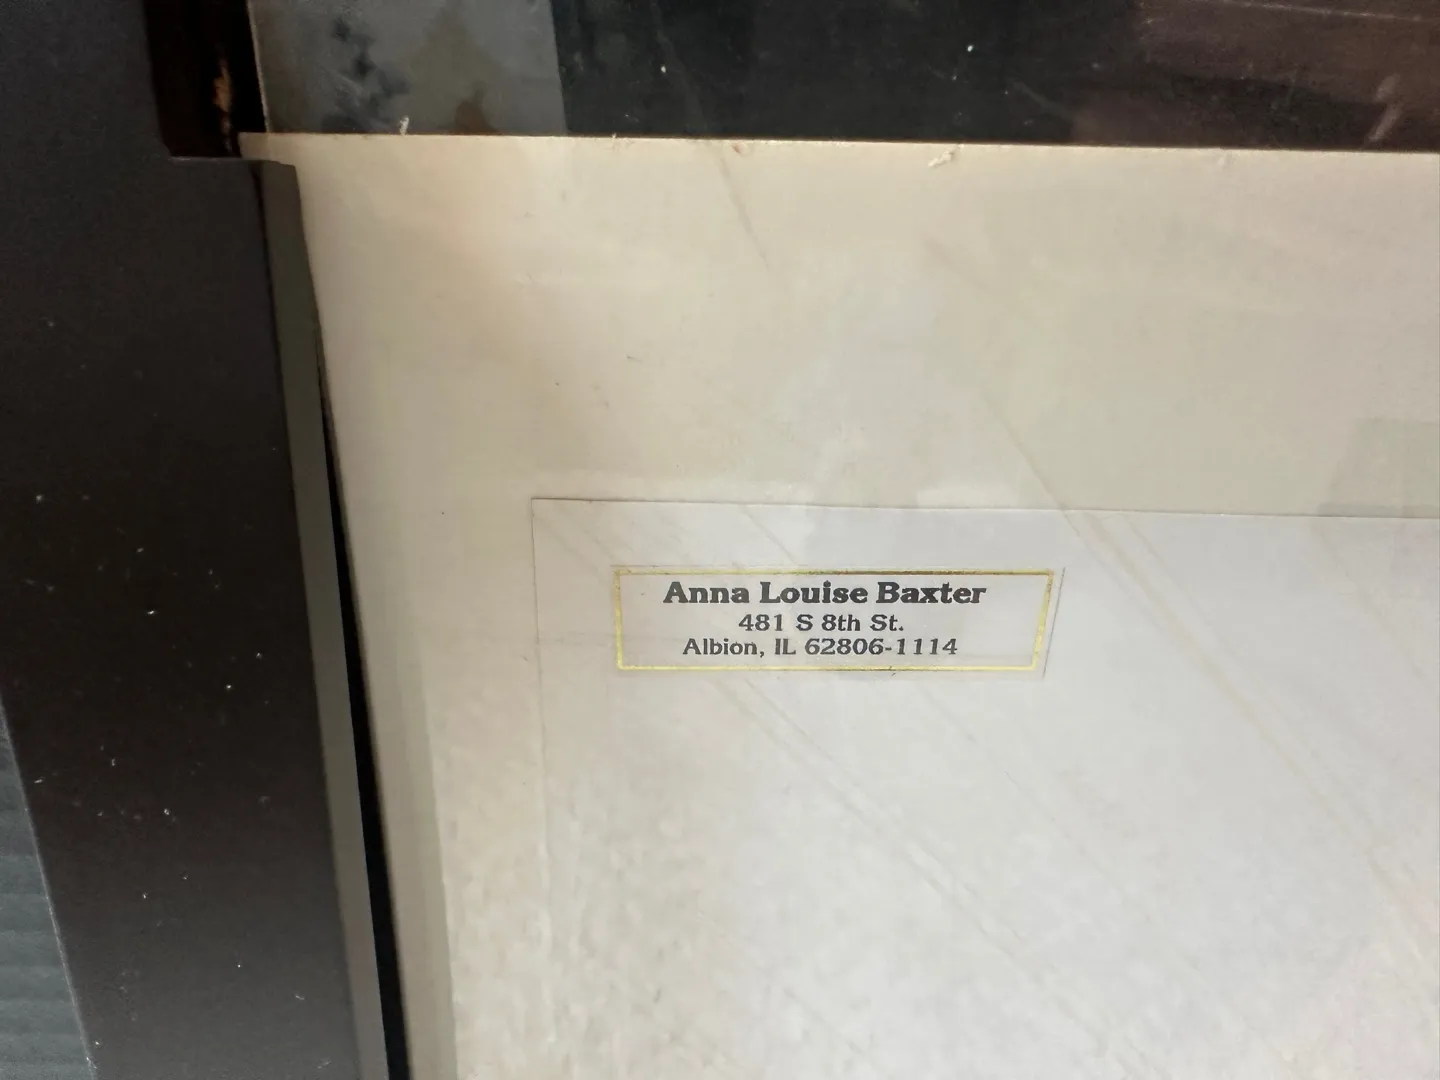 Anna Louise Baxter
481 S 8th St.
Albion, IL 62806-1114